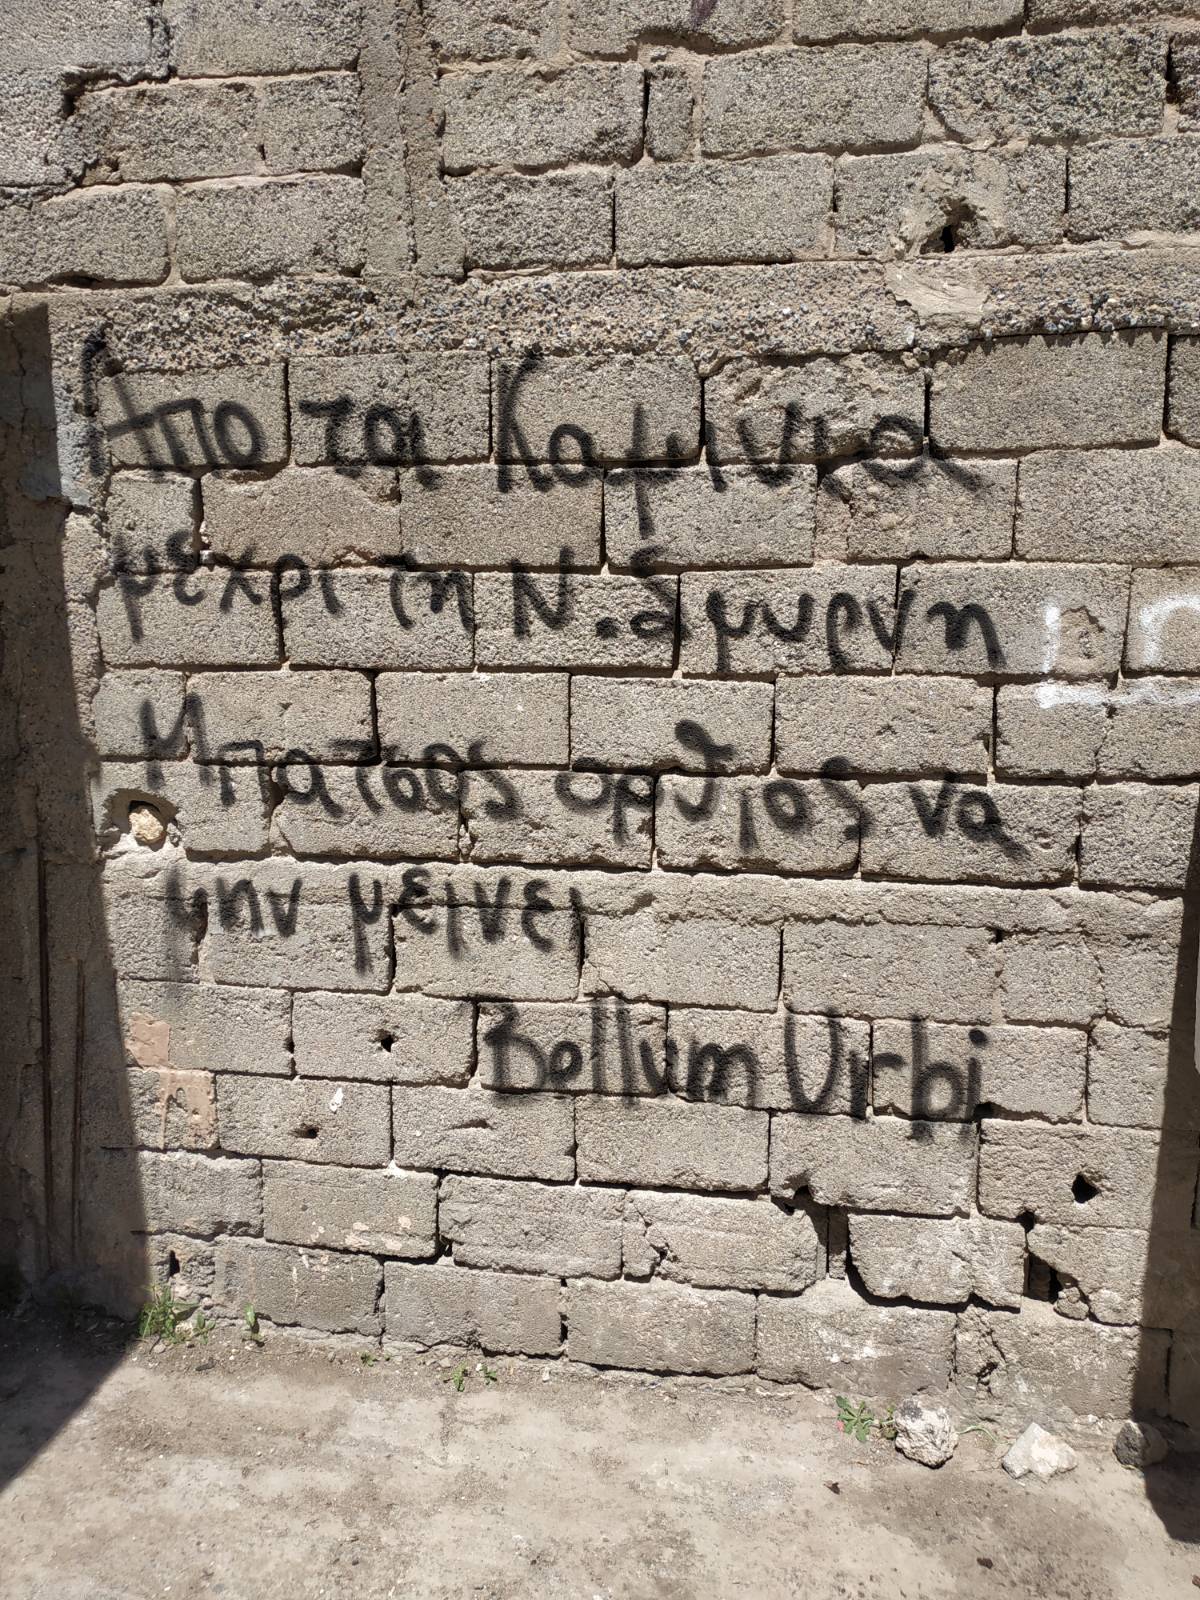 Απο τα Καμινια
μεχρι τη Ν. Σμυρνη
Μπατσος ορθιος να
μην μεινει
Bellum Urbi